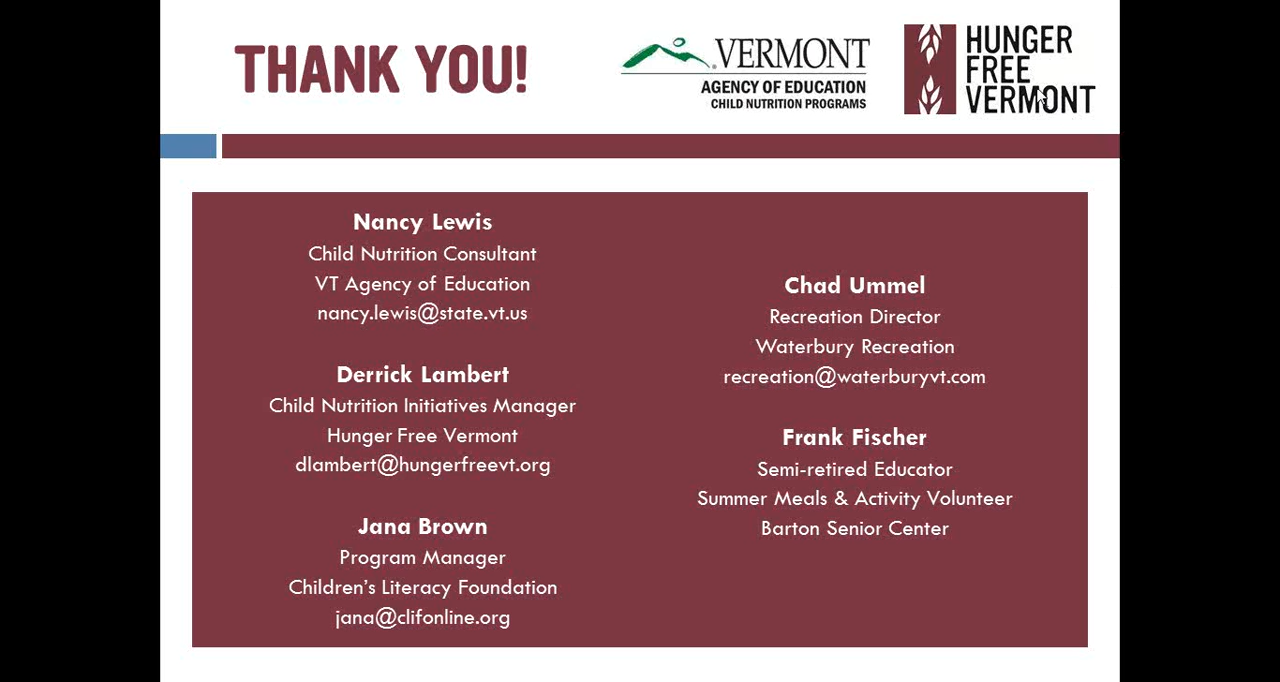 THANK YOU!
VERMONT
AGENCY OF EDUCATION
CHILD NUTRITION PROGRAMS
HUNGER
FREE
VERMONT
Nancy Lewis
Child Nutrition Consultant
VT Agency of Education
nancy.lewis@state.vt.us
Derrick Lambert
Child Nutrition Initiatives Manager
Hunger Free Vermont
dlambert@hungerfreevt.org
Jana Brown
Program Manager
Children's Literacy Foundation
jana@clifonline.org
Chad Ummel
Recreation Director
Waterbury Recreation
recreation@waterburyvt.com
Frank Fischer
Semi-retired Educator
Summer Meals & Activity Volunteer
Barton Senior Center